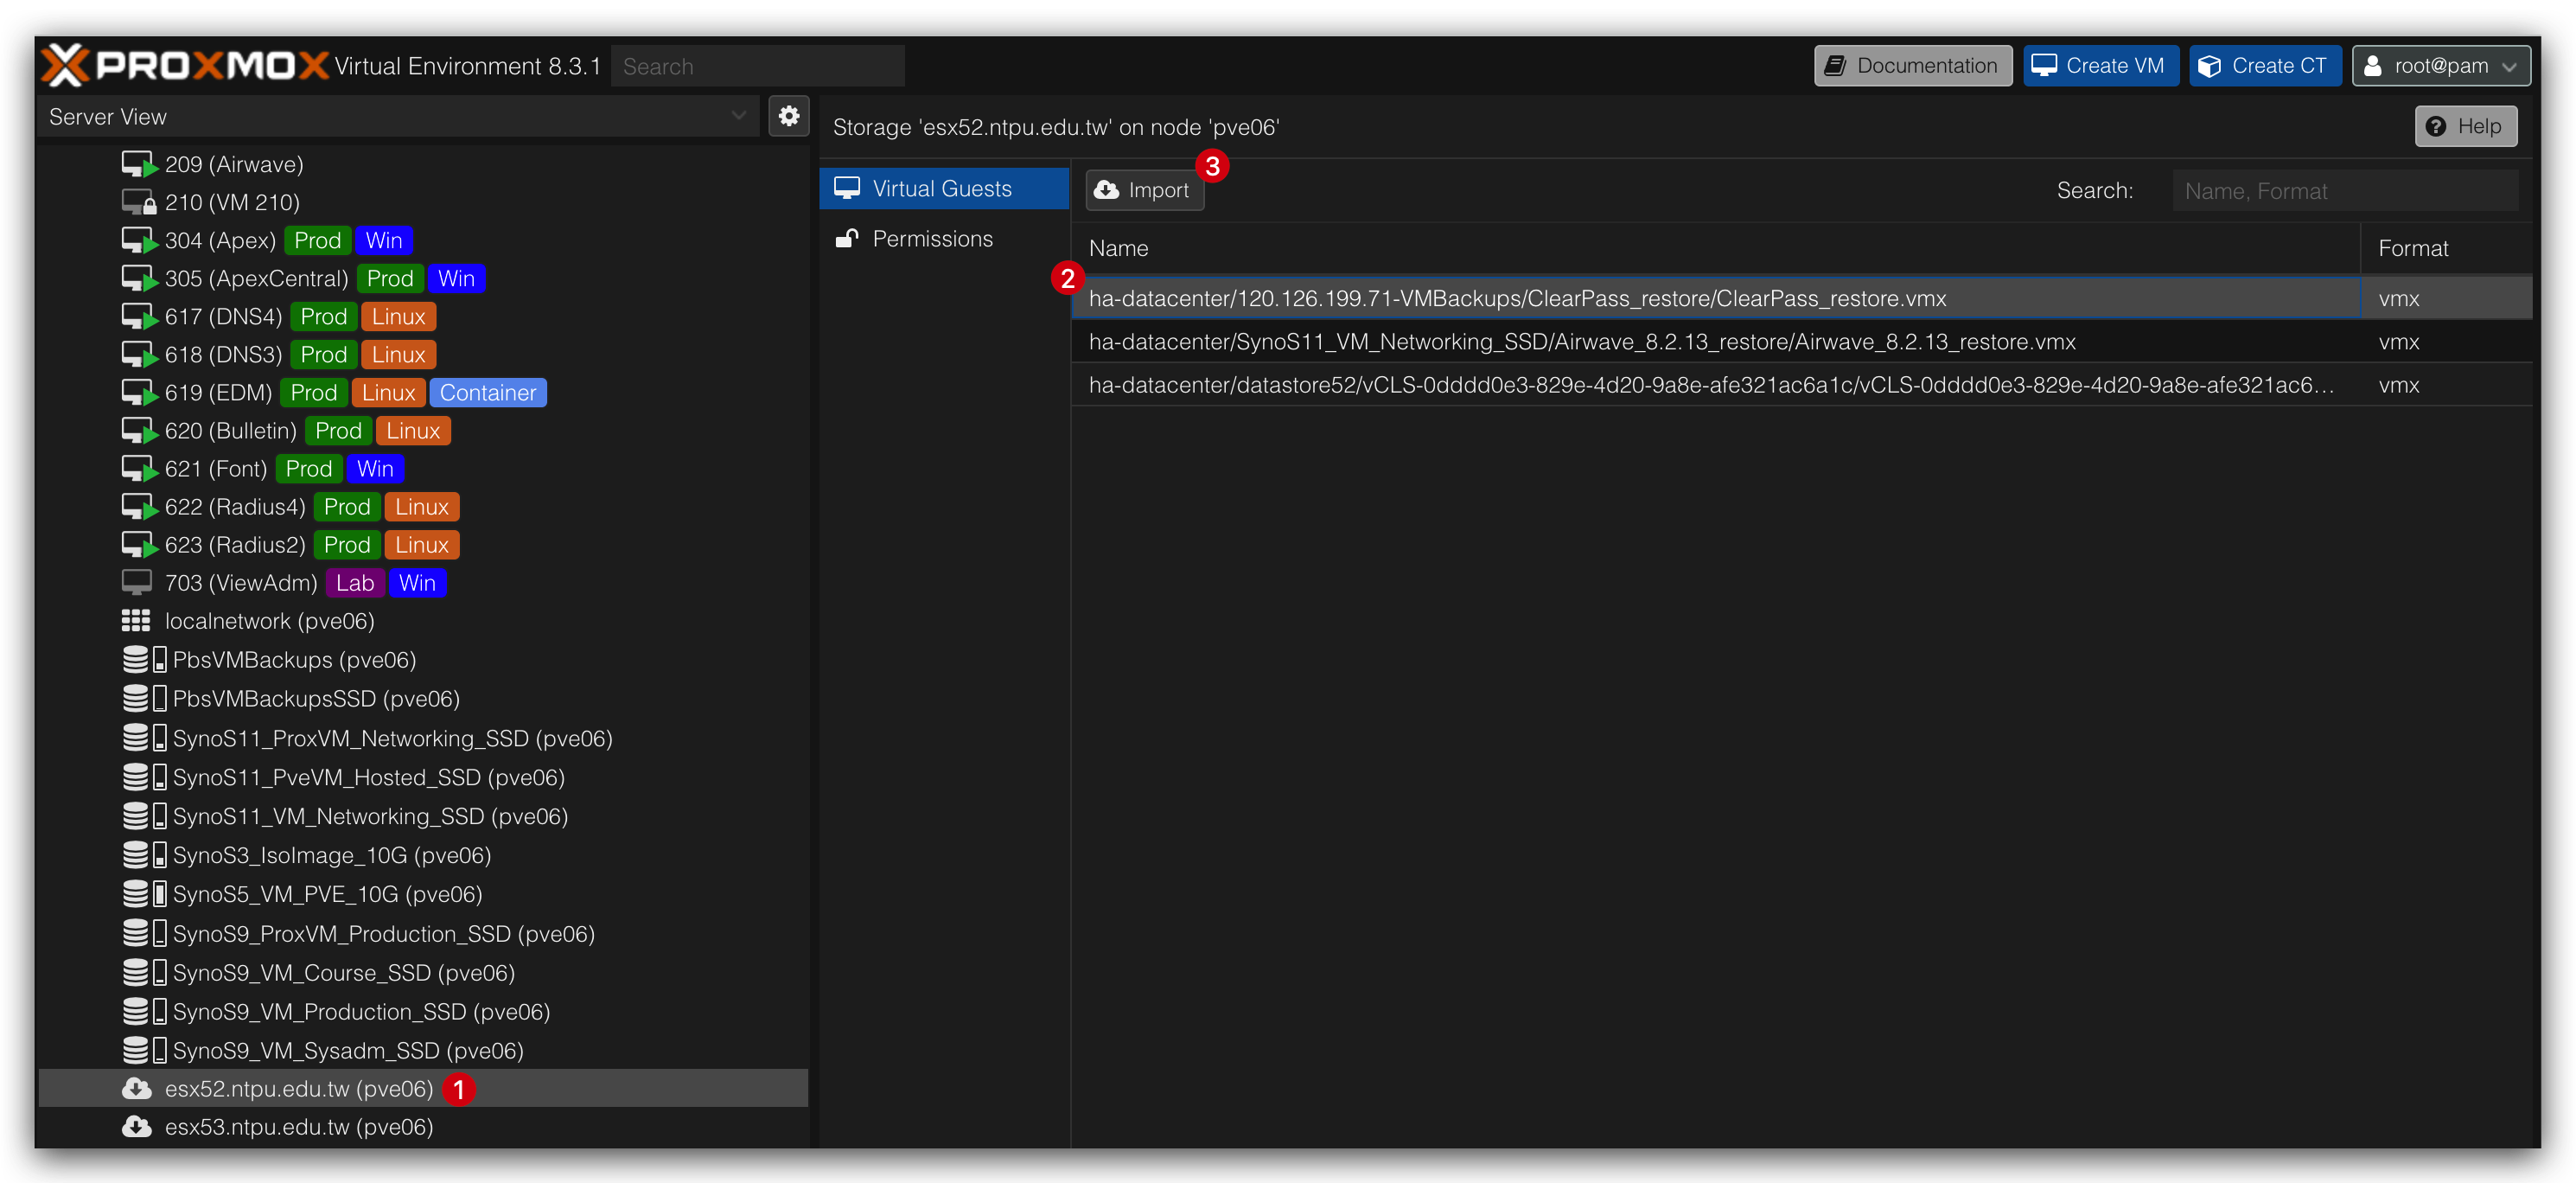 PROXMOX Virtual Environment 8.3.1 Search Documentation Create VM Create CT root@pam
Server View
209 (Airwave)
210 (VM 210)
304 (Apex) Prod Win
305 (ApexCentral) Prod Win
617 (DNS4) Prod Linux
618 (DNS3) Prod Linux
619 (EDM) Prod Linux Container
620 (Bulletin) Prod Linux
621 (Font) Prod Win
622 (Radius4) Prod Linux
623 (Radius2) Prod Linux
703 (ViewAdm) Lab Win
localnetwork (pve06)
PbsVMBackups (pve06)
PbsVMBackupsSSD (pve06)
SynoS11_ProxVM_Networking_SSD (pve06)
SynoS11_PveVM_Hosted_SSD (pve06)
SynoS11_VM_Networking_SSD (pve06)
SynoS3_IsoImage_10G (pve06)
SynoS5_VM_PVE_10G (pve06)
SynoS9_ProxVM_Production_SSD (pve06)
SynoS9_VM_Course_SSD (pve06)
SynoS9_VM_Production_SSD (pve06)
SynoS9_VM_Sysadm_SSD (pve06)
esx52.ntpu.edu.tw (pve06) 1
esx53.ntpu.edu.tw (pve06)
Storage 'esx52.ntpu.edu.tw' on node 'pve06' Help
Virtual Guests
Permissions
Import 3 Search: Name, Format
Name Format
2
ha-datacenter/120.126.199.71-VMBackups/ClearPass_restore/ClearPass_restore.vmx vmx
ha-datacenter/SynoS11_VM_Networking_SSD/Airwave_8.2.13_restore/Airwave_8.2.13_restore.vmx vmx
ha-datacenter/datastore52/vCLS-0dddd0e3-829e-4d20-9a8e-afe321ac6a1c/vCLS-0dddd0e3-829e-4d20-9a8e-afe321ac6... vmx